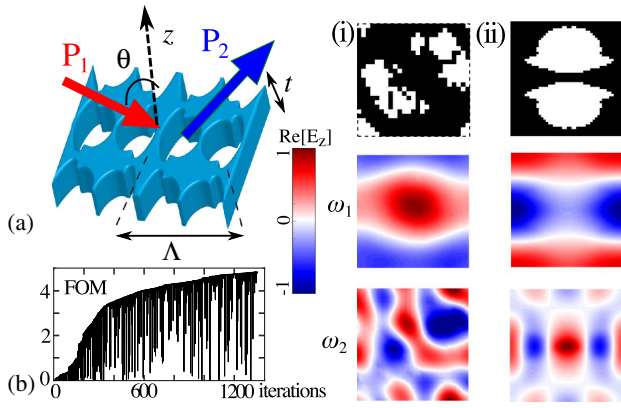 (a)
P1
θ
z
P2
t
Λ
Re[Ez]
1
0
-1
(i)
(ii)
ω1
ω2
(b)
FOM
4
2
0
0 600 1200 iterations